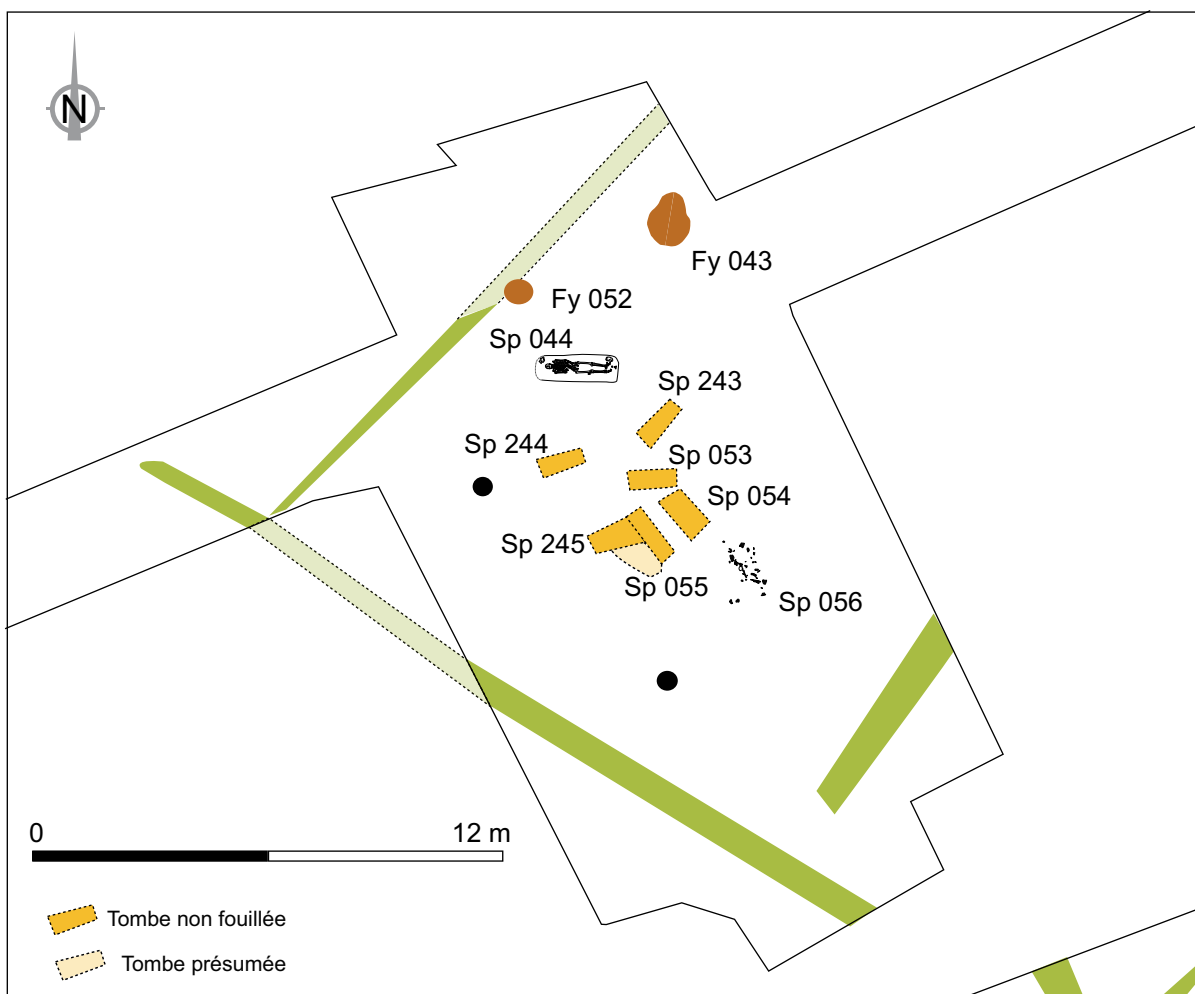 N
Fy 043
Fy 052
Sp 044
Sp 243
Sp 244
Sp 053
Sp 054
Sp 245
Sp 055
Sp 056
0 12 m
Tombe non fouillée
Tombe présumée